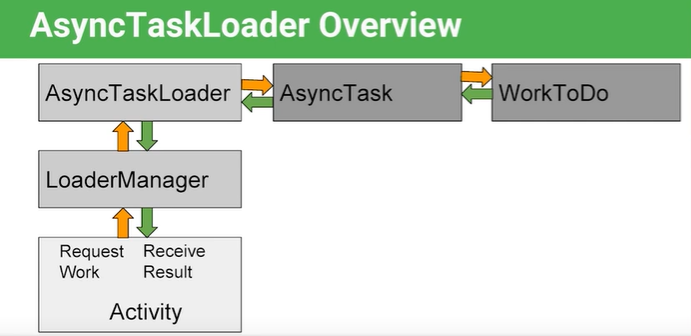 AsyncTaskLoader Overview
AsyncTaskLoader
AsyncTask
WorkToDo
LoaderManager
Request
Work
Receive
Result
Activity